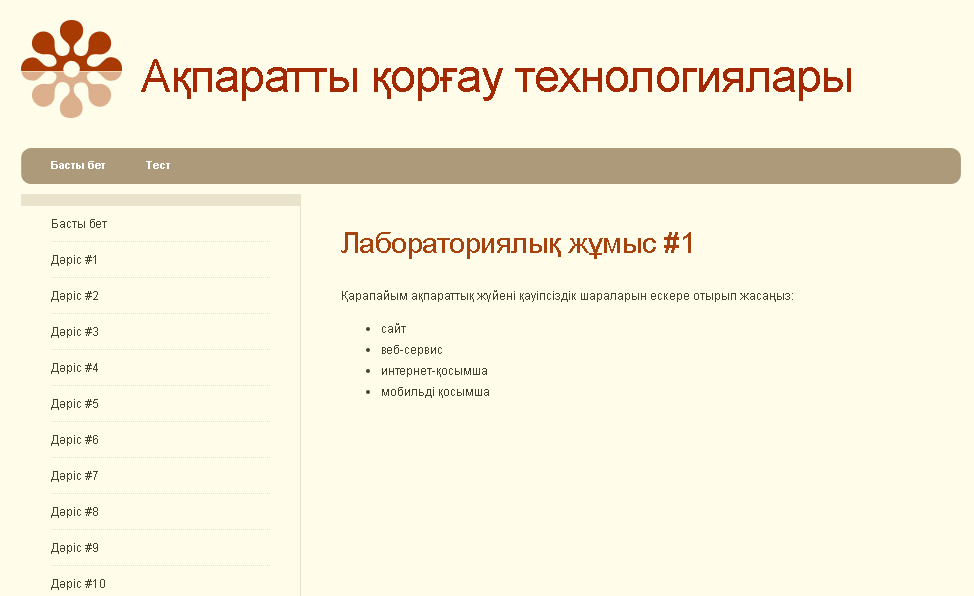 Ақпаратты қорғау технологиялары
Басты бет
Тест
Басты бет
Дәріс #1
Дәріс #2
Дәріс #3
Дәріс #4
Дәріс #5
Дәріс #6
Дәріс #7
Дәріс #8
Дәріс #9
Дәріс #10
Лабораториялық жұмыс #1
Қарапайым ақпараттық жүйені қауіпсіздік шараларын ескере отырып жасаңыз:
сайт
веб-сервис
интернет-қосымша
мобильді қосымша